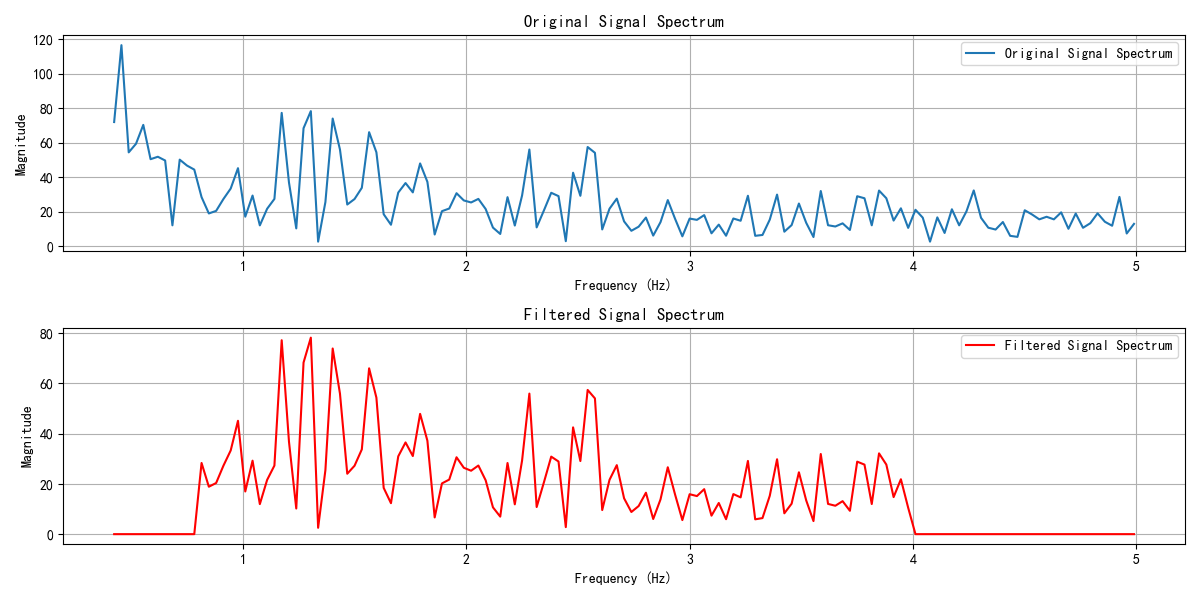 Original Signal Spectrum
120
100
80
60
40
20
0
Magnitude
Original Signal Spectrum
1 2 3 4 5
Frequency (Hz)
Filtered Signal Spectrum
80
60
40
20
0
Magnitude
Filtered Signal Spectrum
1 2 3 4 5
Frequency (Hz)